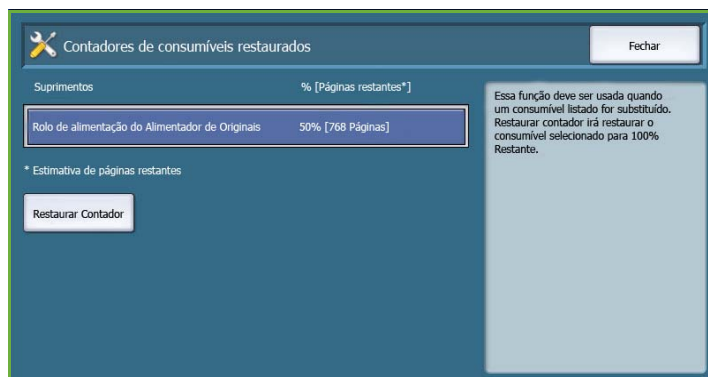 Contadores de consumíveis restaurados
Fechar
Suprimentos
% [Páginas restantes*]
Rolo de alimentação do Alimentador de Originais
50% [768 Páginas]
* Estimativa de páginas restantes
Restaurar Contador
Essa função deve ser usada quando
um consumível listado for substituído.
Restaurar contador irá restaurar o
consumível selecionado para 100%
Restante.